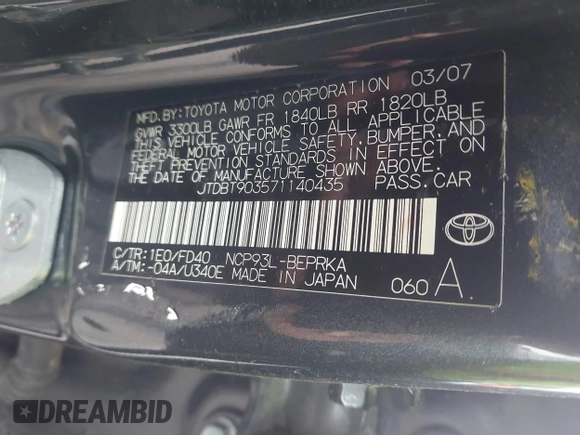 MFD. BY: TOYOTA MOTOR CORPORATION 03/07
GVWR 3300LB GAWR FR 1840LB RR 1820LB
THIS VEHICLE CONFORMS TO ALL APPLICABLE
FEDERAL MOTOR VEHICLE SAFETY, BUMPER, AND
THEFT PREVENTION STANDARDS IN EFFECT ON
THE DATE OF MANUFACTURE SHOWN ABOVE.
JTDBT903571140435 PASS. CAR
C/TR: 1E0/FD40 NCP93L-BEPRKA
A/TM: -04A/U340E MADE IN JAPAN 060 A
DREAMBID